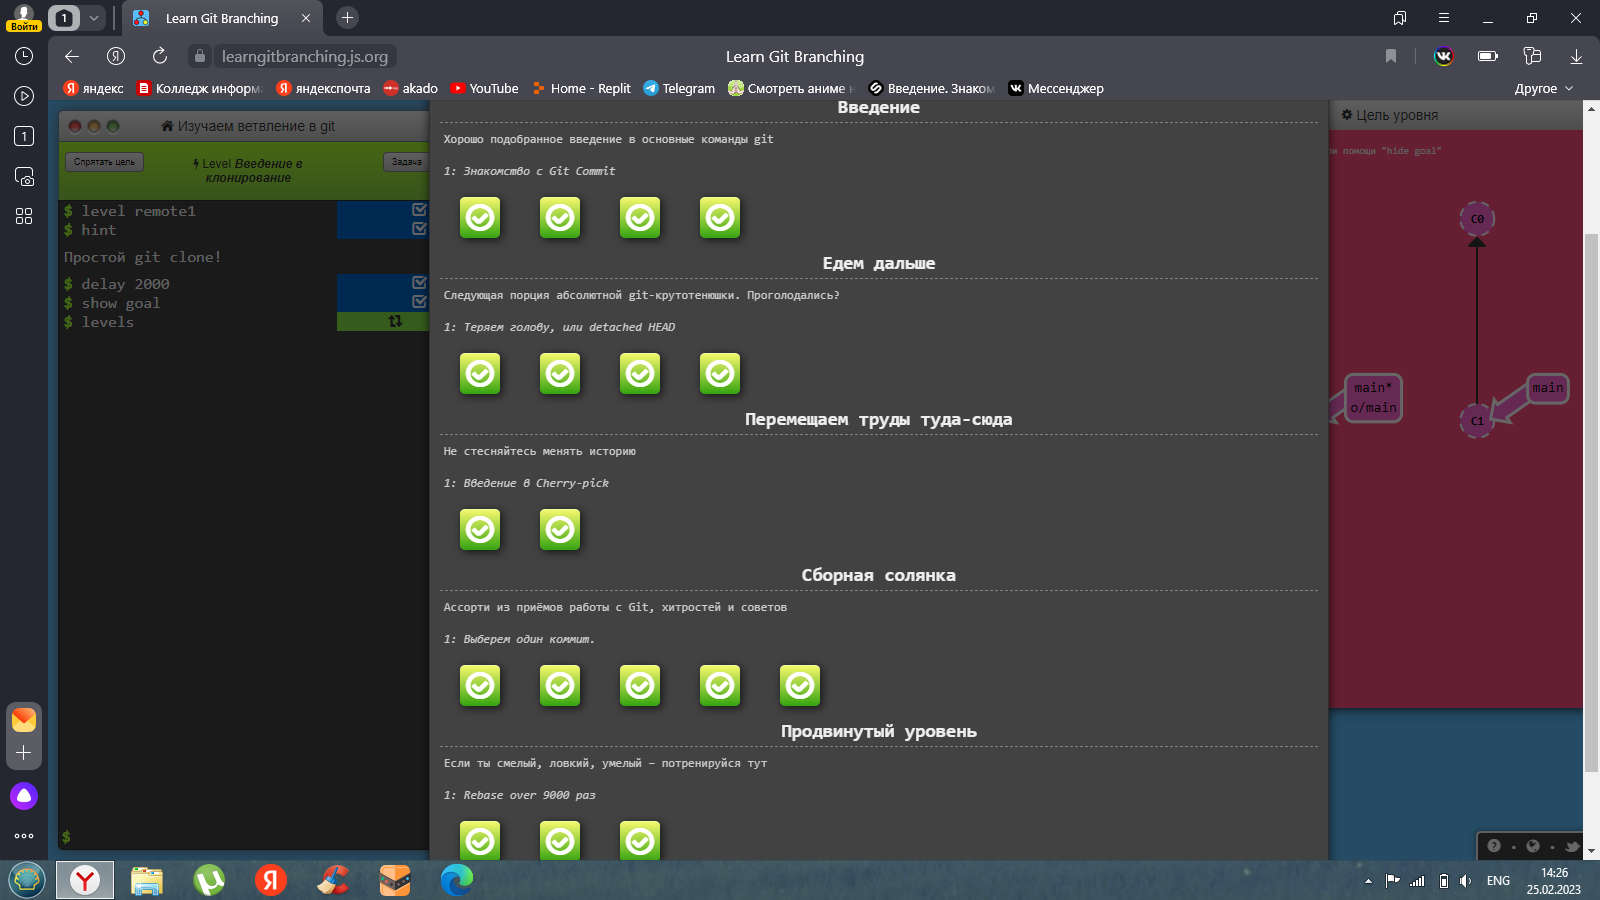 Войти
1
Learn Git Branching
learngitbranching.js.org
Learn Git Branching
яндекс
Колледж информ
яндекспочта
akado
YouTube
Home - Replit
Telegram
Смотреть аниме н
Введение. Знаком
Мессенджер
Другое
1
Изучаем ветвление в git
Спрятать цель
Level Введение в
клонирование
Задача
$ level remote1
$ hint
Простой git clone!
$ delay 2000
$ show goal
$ levels
$
Введение
Хорошо подобранное введение в основные команды git
1: Знакомство с Git Commit
Едем дальше
Следующая порция абсолютной git-крутотенюшки. Проголодались?
1: Теряем голову, или detached HEAD
Перемещаем труды туда-сюда
Не стесняйтесь менять историю
1: Введение в Cherry-pick
Сборная солянка
Ассорти из приёмов работы с Git, хитростей и советов
1: Выберем один коммит.
Продвинутый уровень
Если ты смелый, ловкий, умелый – потренируйся тут
1: Rebase over 9000 раз
Цель уровня
ри помощи "hide goal"
C0
main*
o/main
main
C1
ENG
14:26
25.02.2023